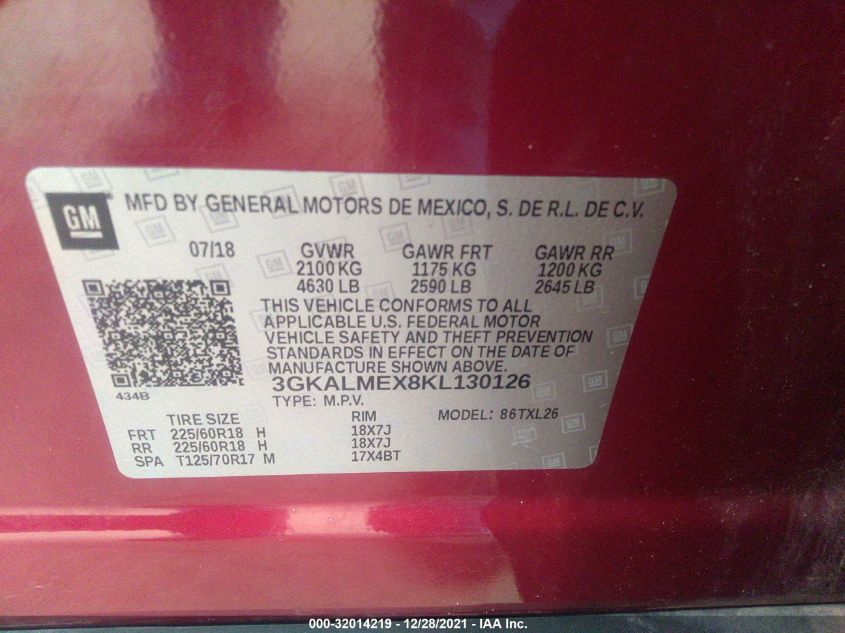 GM
MFD BY GENERAL MOTORS DE MEXICO, S. DE R.L. DE C.V.
07/18 GVWR GAWR FRT GAWR RR
2100 KG 1175 KG 1200 KG
4630 LB 2590 LB 2645 LB
THIS VEHICLE CONFORMS TO ALL
APPLICABLE U.S. FEDERAL MOTOR
VEHICLE SAFETY AND THEFT PREVENTION
STANDARDS IN EFFECT ON THE DATE OF
MANUFACTURE SHOWN ABOVE.
434B 3GKALMEX8KL130126
TYPE: M.P.V. MODEL: 86TXL26
TIRE SIZE RIM
FRT 225/60R18 H 18X7J
RR 225/60R18 H 18X7J
SPA T125/70R17 M 17X4BT
000-32014219 - 12/28/2021 - IAA Inc.